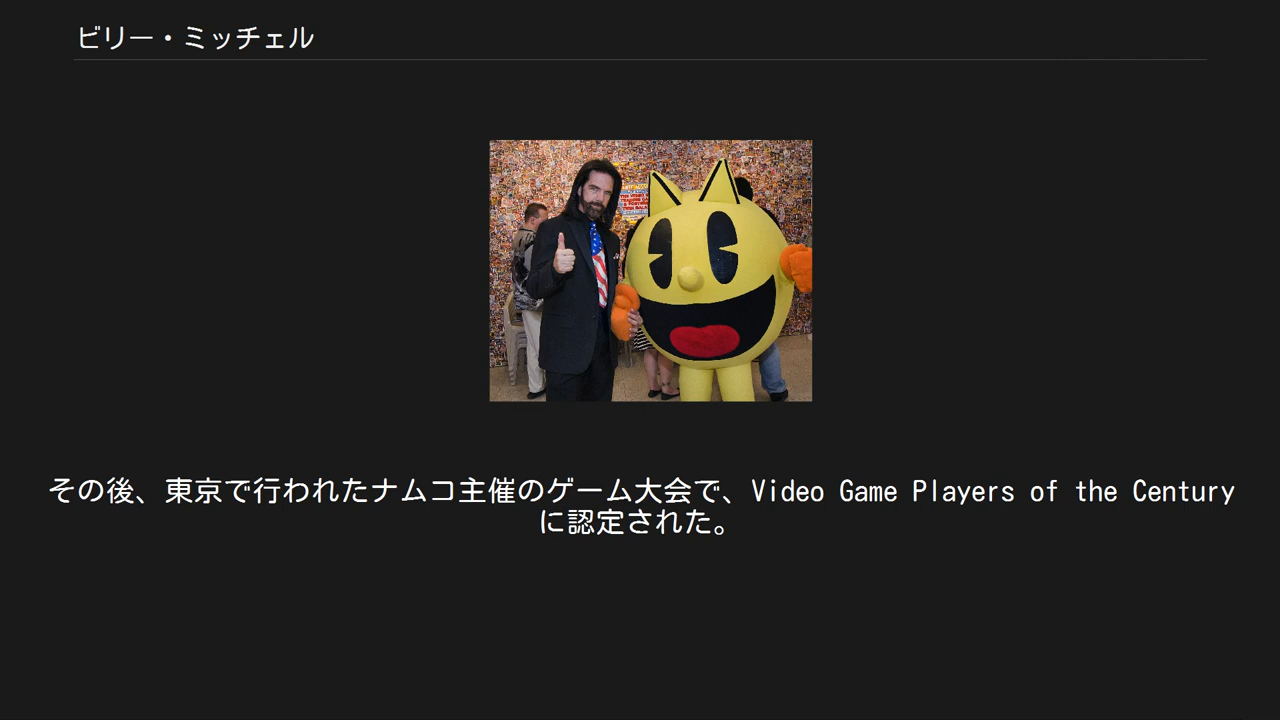 ビリー・ミッチェル
その後、東京で行われたナムコ主催のゲーム大会で、Video Game Players of the Century
に認定された。